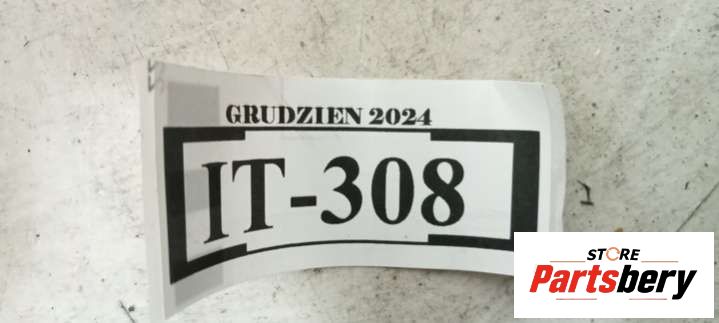 GRUDZIEN 2024
IT-308
STORE
Partsbery